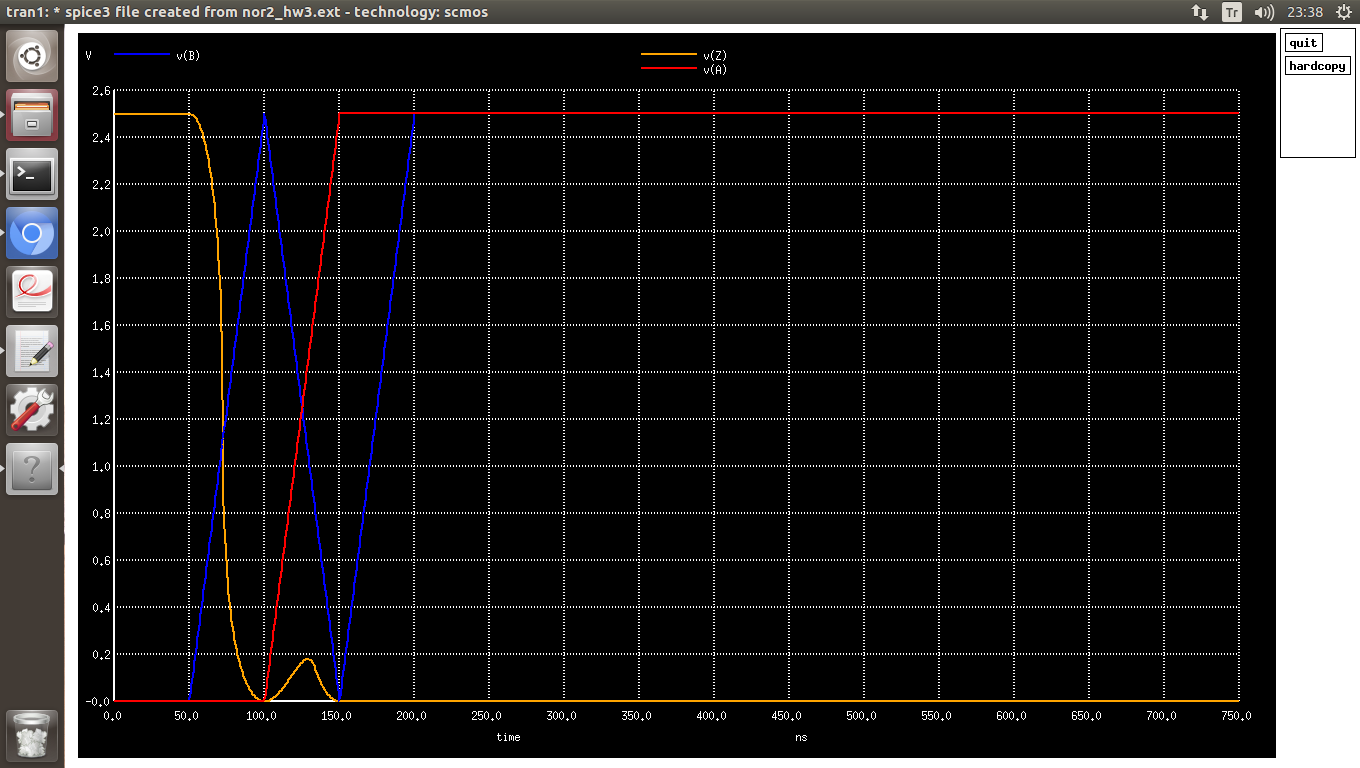 tran1: * spice3 file created from nor2_hw3.ext - technology: scmos
Tr
23:38
quit
hardcopy
V
v(B)
v(Z)
v(A)
2.6
2.4
2.2
2.0
1.8
1.6
1.4
1.2
1.0
0.8
0.6
0.4
0.2
-0.0
0.0 50.0 100.0 150.0 200.0 250.0 300.0 350.0 400.0 450.0 500.0 550.0 600.0 650.0 700.0 750.0
time
ns